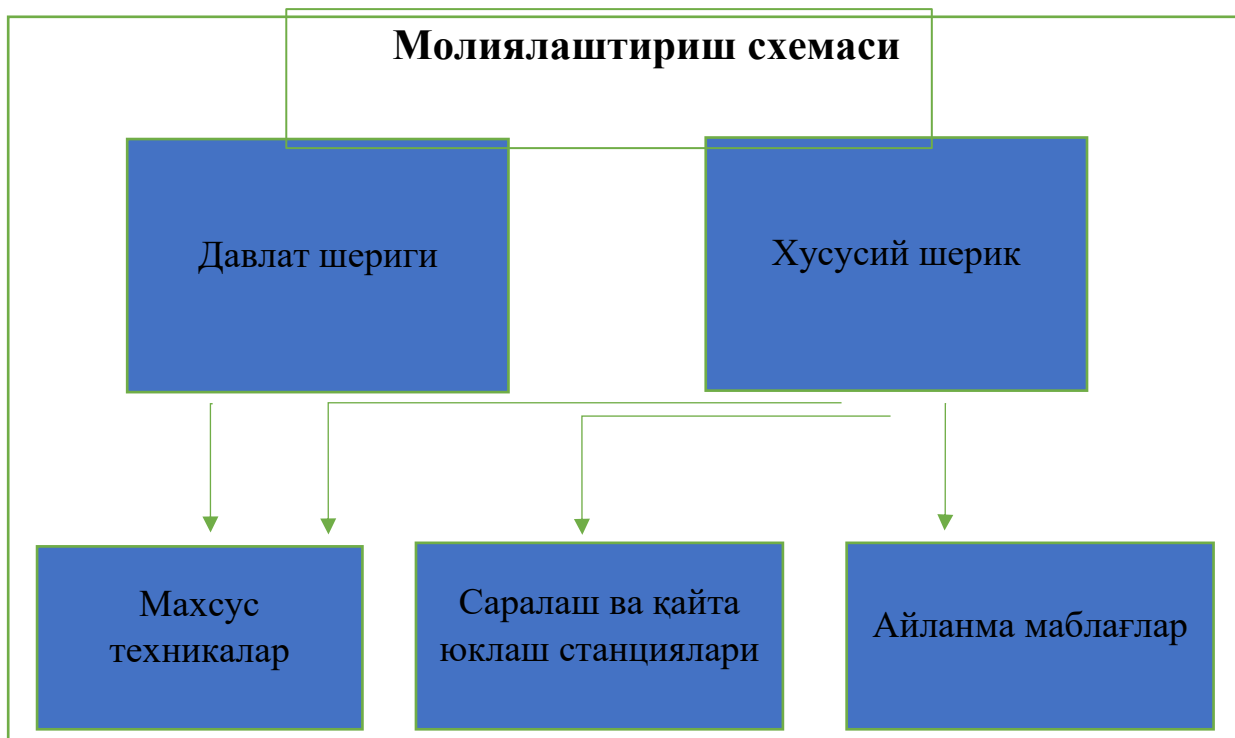 Молиялаштириш схемаси
Давлат шериги
Хусусий шерик
Махсус
техникалар
Саралаш ва қайта
юклаш станциялари
Айланма маблағлар